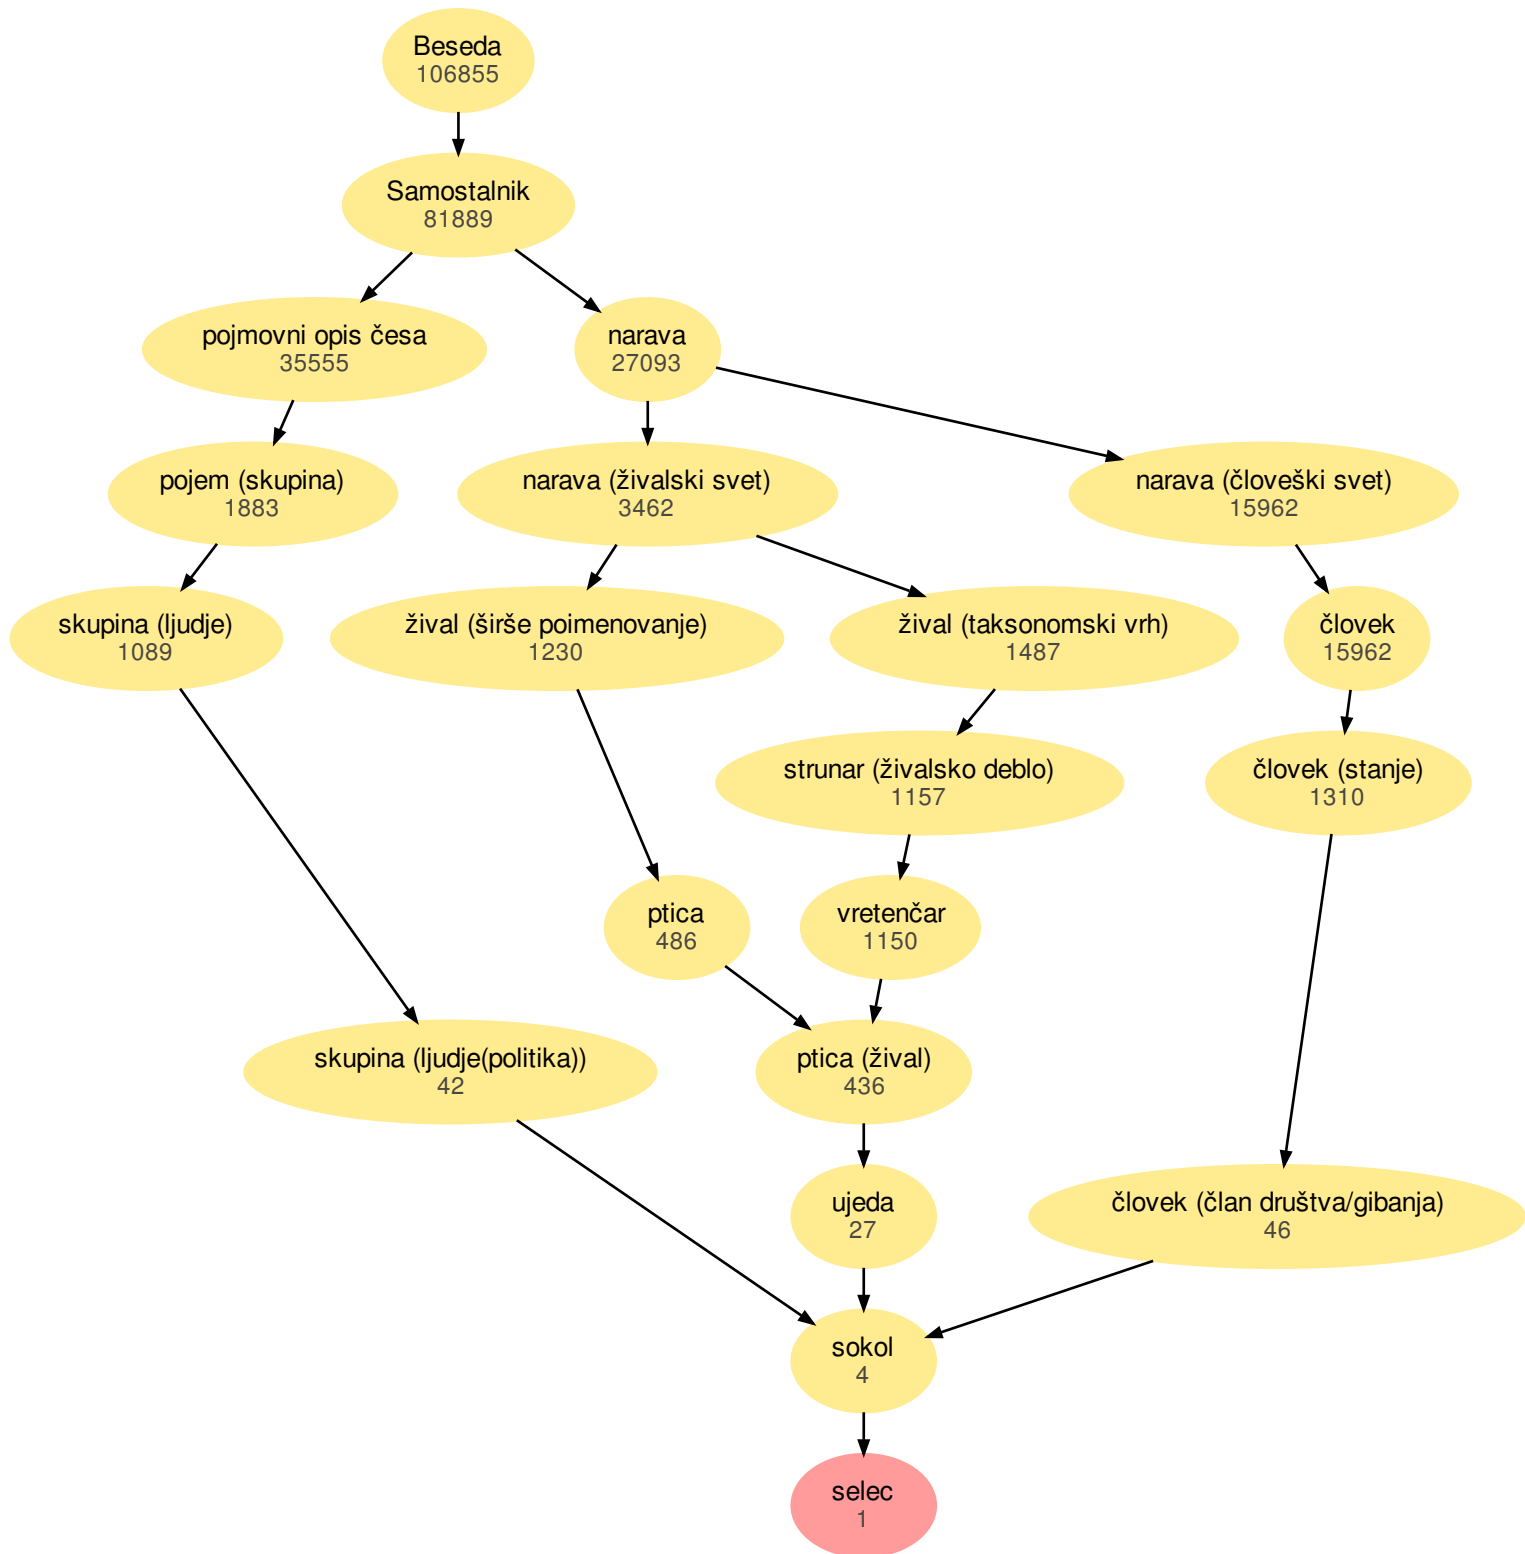 Beseda
106855
Samostalnik
81889
pojmovni opis česa
35555
narava
27093
pojem (skupina)
1883
narava (živalski svet)
3462
narava (človeški svet)
15962
skupina (ljudje)
1089
žival (širše poimenovanje)
1230
žival (taksonomski vrh)
1487
človek
15962
strunar (živalsko deblo)
1157
človek (stanje)
1310
ptica
486
vretenčar
1150
skupina (ljudje(politika))
42
ptica (žival)
436
ujeda
27
človek (član društva/gibanja)
46
sokol
4
selec
1